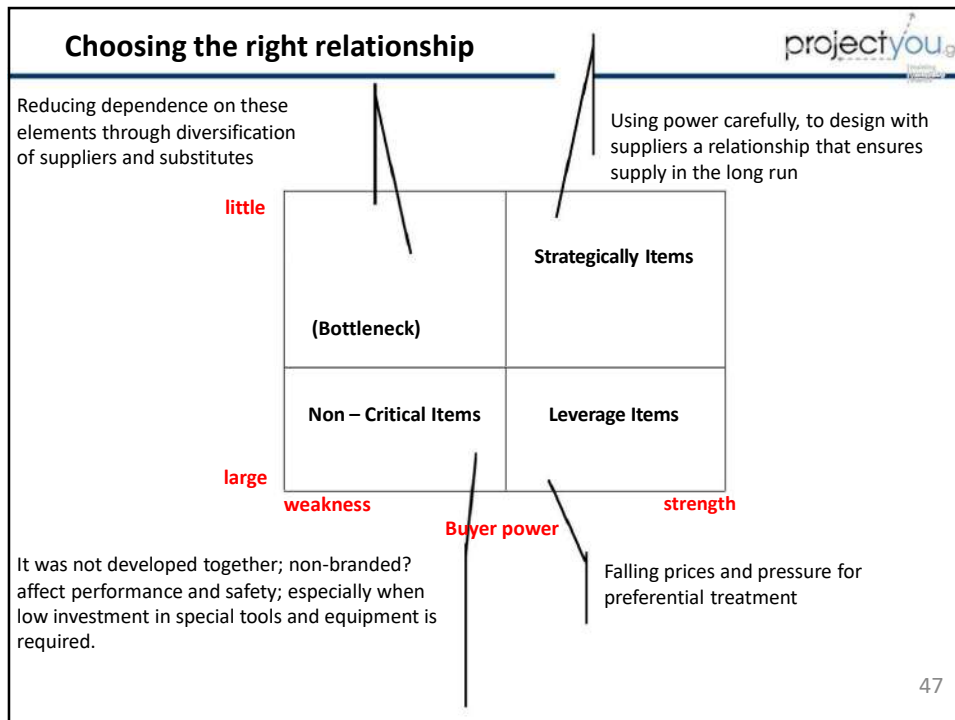 Choosing the right relationship
projectyou.g
Reducing dependence on these
elements through diversification
of suppliers and substitutes
Using power carefully, to design with
suppliers a relationship that ensures
supply in the long run
little
Strategically Items
(Bottleneck)
Non – Critical Items
Leverage Items
large
weakness
strength
Buyer power
It was not developed together; non-branded?
affect performance and safety; especially when
low investment in special tools and equipment is
required.
Falling prices and pressure for
preferential treatment
47